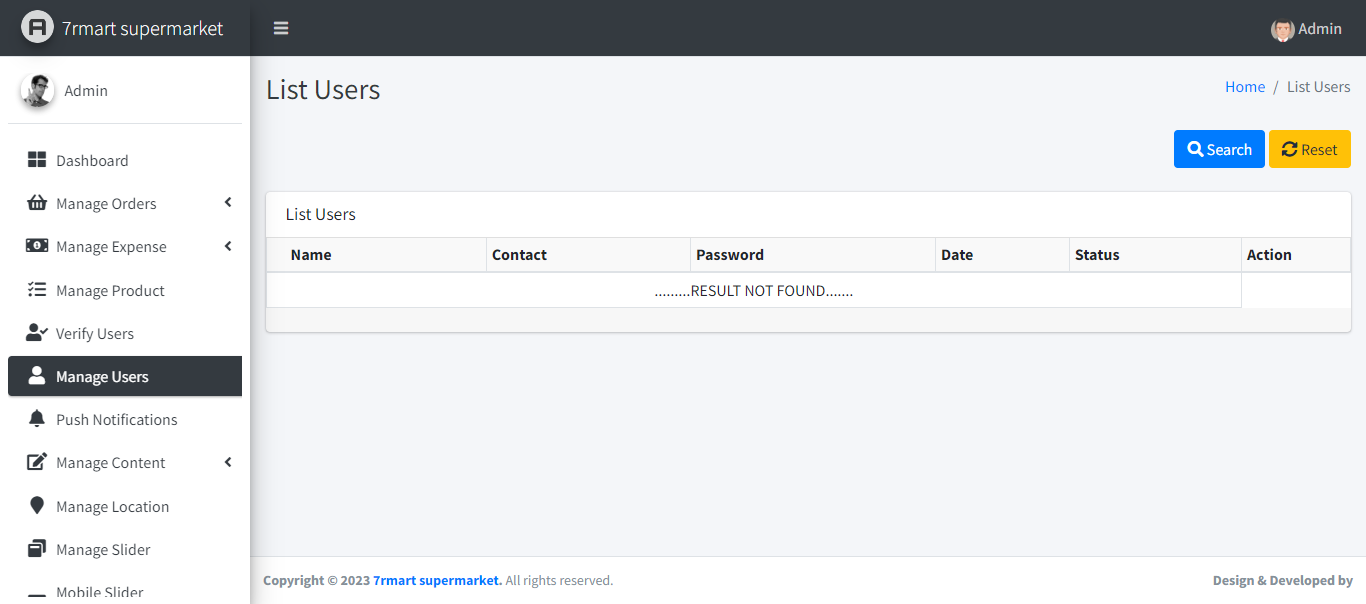 7rmart supermarket
Admin
Admin
List Users
Home / List Users
Search Reset
Dashboard
Manage Orders
Manage Expense
Manage Product
Verify Users
Manage Users
Push Notifications
Manage Content
Manage Location
Manage Slider
Mobile Slider
List Users
Name Contact Password Date Status Action
.........RESULT NOT FOUND.......
Copyright © 2023 7rmart supermarket. All rights reserved.
Design & Developed by